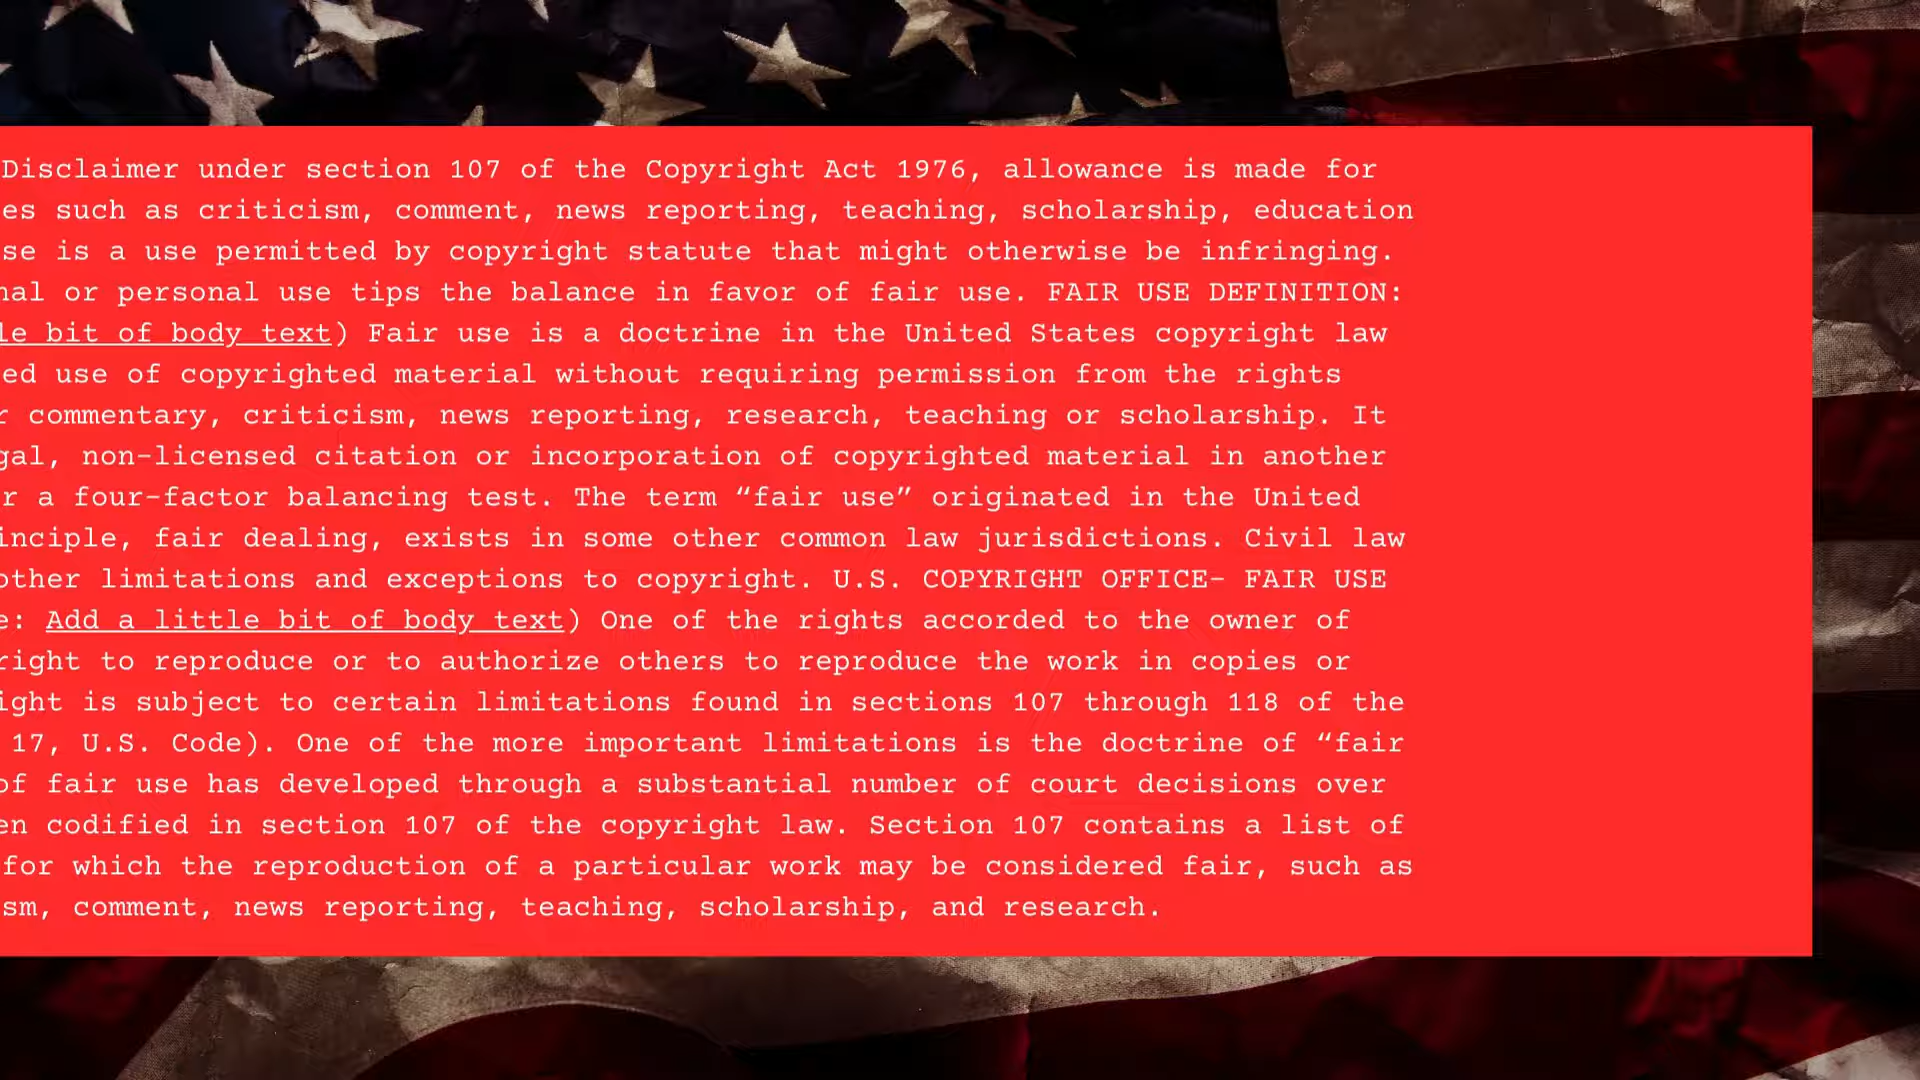 Disclaimer under section 107 of the Copyright Act 1976, allowance is made for
es such as criticism, comment, news reporting, teaching, scholarship, education
se is a use permitted by copyright statute that might otherwise be infringing.
nal or personal use tips the balance in favor of fair use. FAIR USE DEFINITION:
le bit of body text) Fair use is a doctrine in the United States copyright law
ed use of copyrighted material without requiring permission from the rights
r commentary, criticism, news reporting, research, teaching or scholarship. It
gal, non-licensed citation or incorporation of copyrighted material in another
r a four-factor balancing test. The term “fair use” originated in the United
inciple, fair dealing, exists in some other common law jurisdictions. Civil law
other limitations and exceptions to copyright. U.S. COPYRIGHT OFFICE- FAIR USE
e: Add a little bit of body text) One of the rights accorded to the owner of
right to reproduce or to authorize others to reproduce the work in copies or
ight is subject to certain limitations found in sections 107 through 118 of the
17, U.S. Code). One of the more important limitations is the doctrine of “fair
of fair use has developed through a substantial number of court decisions over
en codified in section 107 of the copyright law. Section 107 contains a list of
for which the reproduction of a particular work may be considered fair, such as
sm, comment, news reporting, teaching, scholarship, and research.